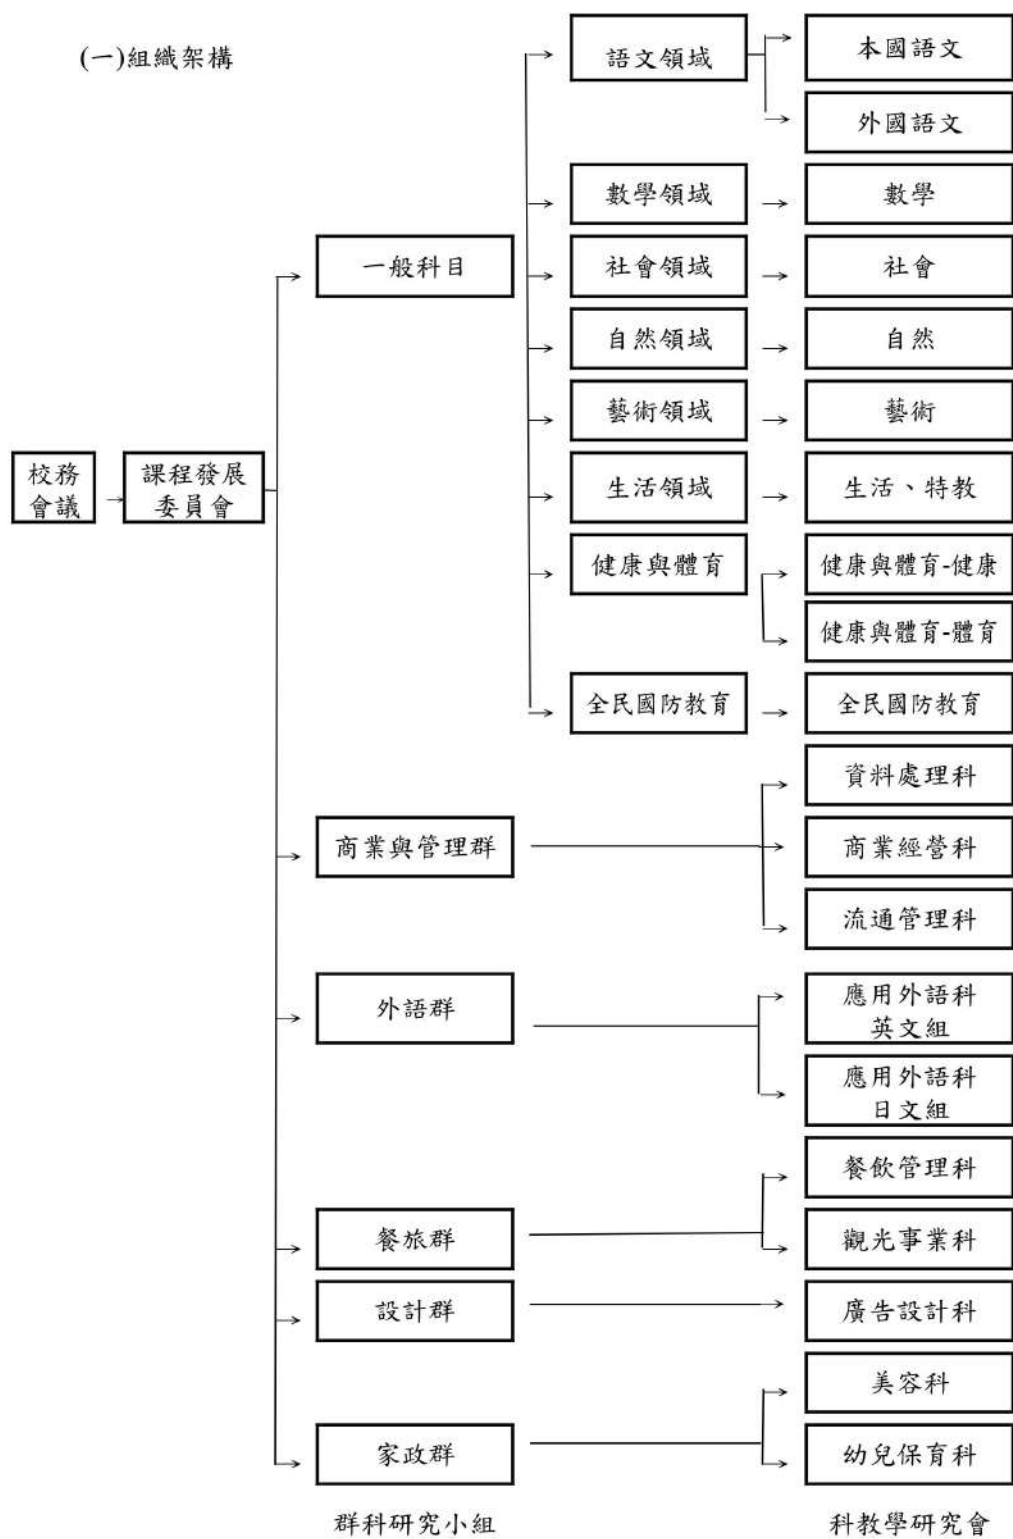 (一)組織架構
語文領域
本國語文
外國語文
數學領域
數學
一般科目
社會領域
社會
自然領域
自然
藝術領域
藝術
校務
會議
課程發展
委員會
生活領域
生活、特教
健康與體育
健康與體育-健康
健康與體育-體育
全民國防教育
全民國防教育
資料處理科
商業與管理群
商業經營科
流通管理科
外語群
應用外語科
英文組
應用外語科
日文組
餐飲管理科
餐旅群
觀光事業科
設計群
廣告設計科
美容科
家政群
幼兒保育科
群科研究小組
科教學研究會